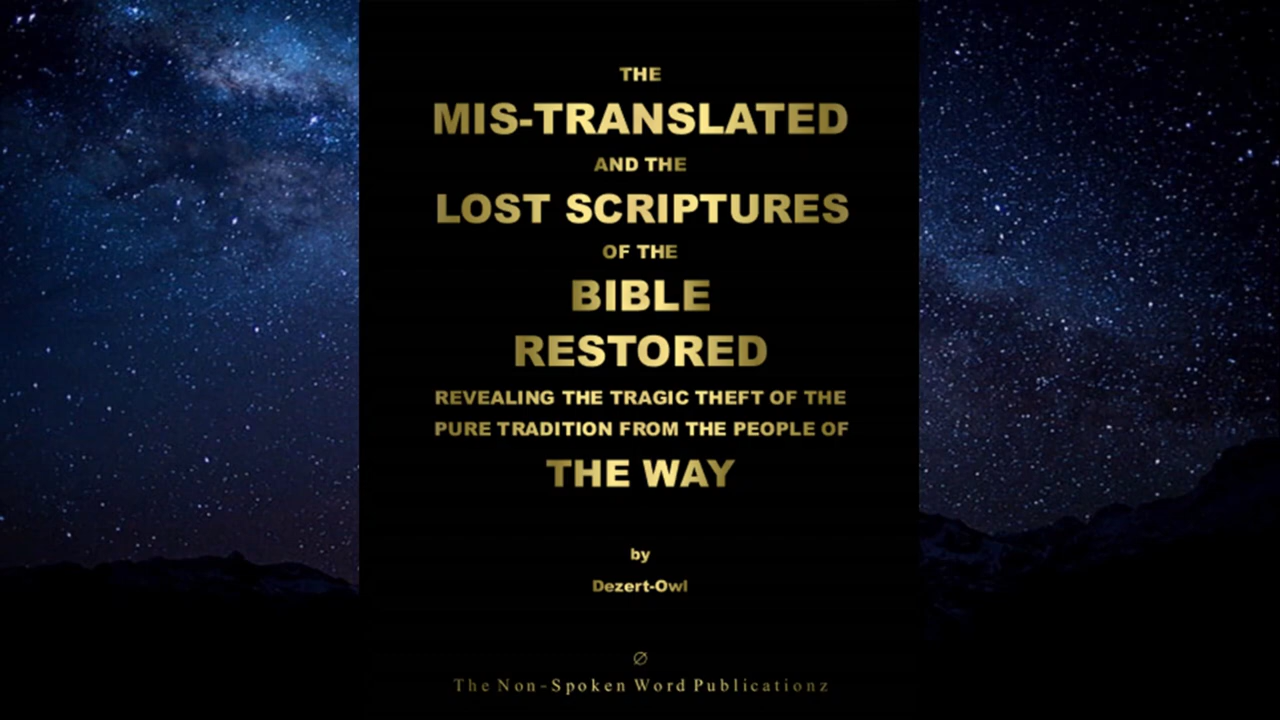 THE
MIS-TRANSLATED
AND THE
LOST SCRIPTURES
OF THE
BIBLE
RESTORED
REVEALING THE TRAGIC THEFT OF THE
PURE TRADITION FROM THE PEOPLE OF
THE WAY
by
Dezert-Owl
∅
The Non-Spoken Word Publicationz